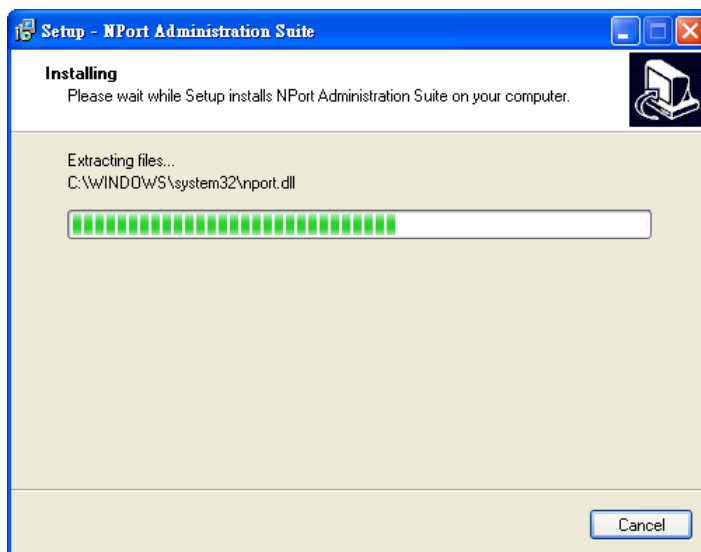 Setup - NPort Administration Suite
Installing
Please wait while Setup installs NPort Administration Suite on your computer.
Extracting files...
C:\WINDOWS\system32\nport.dll
Cancel